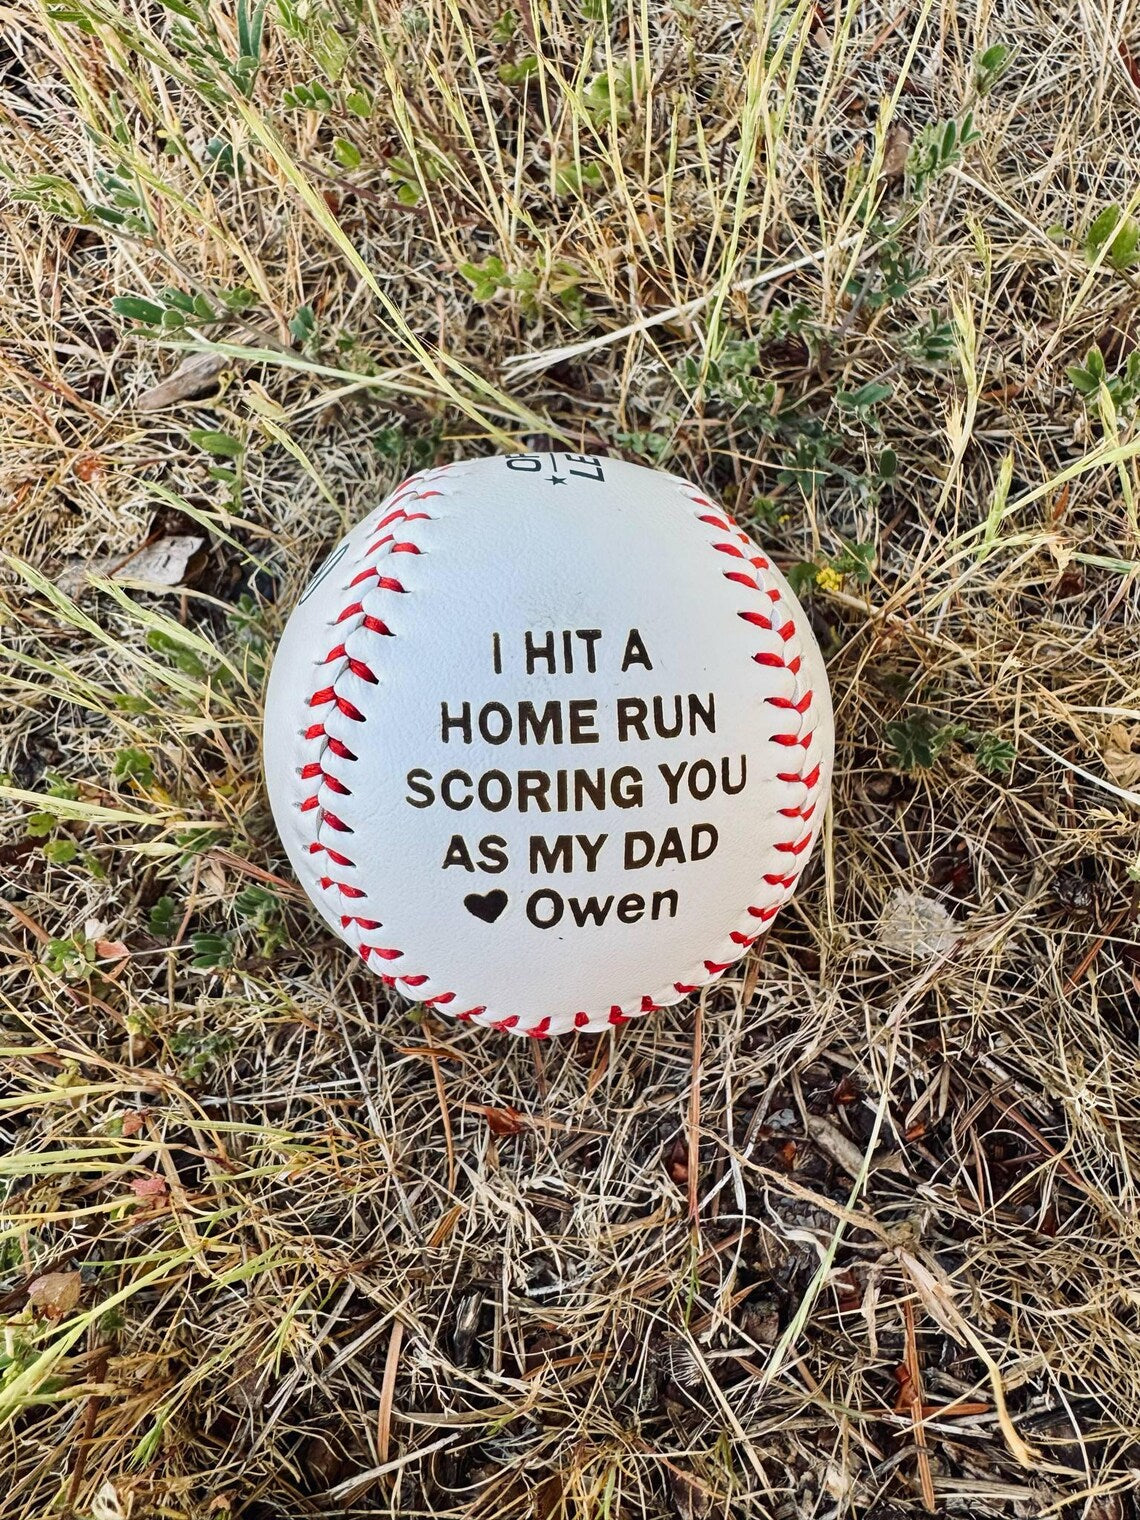 I HIT A
HOME RUN
SCORING YOU
AS MY DAD
♥ Owen